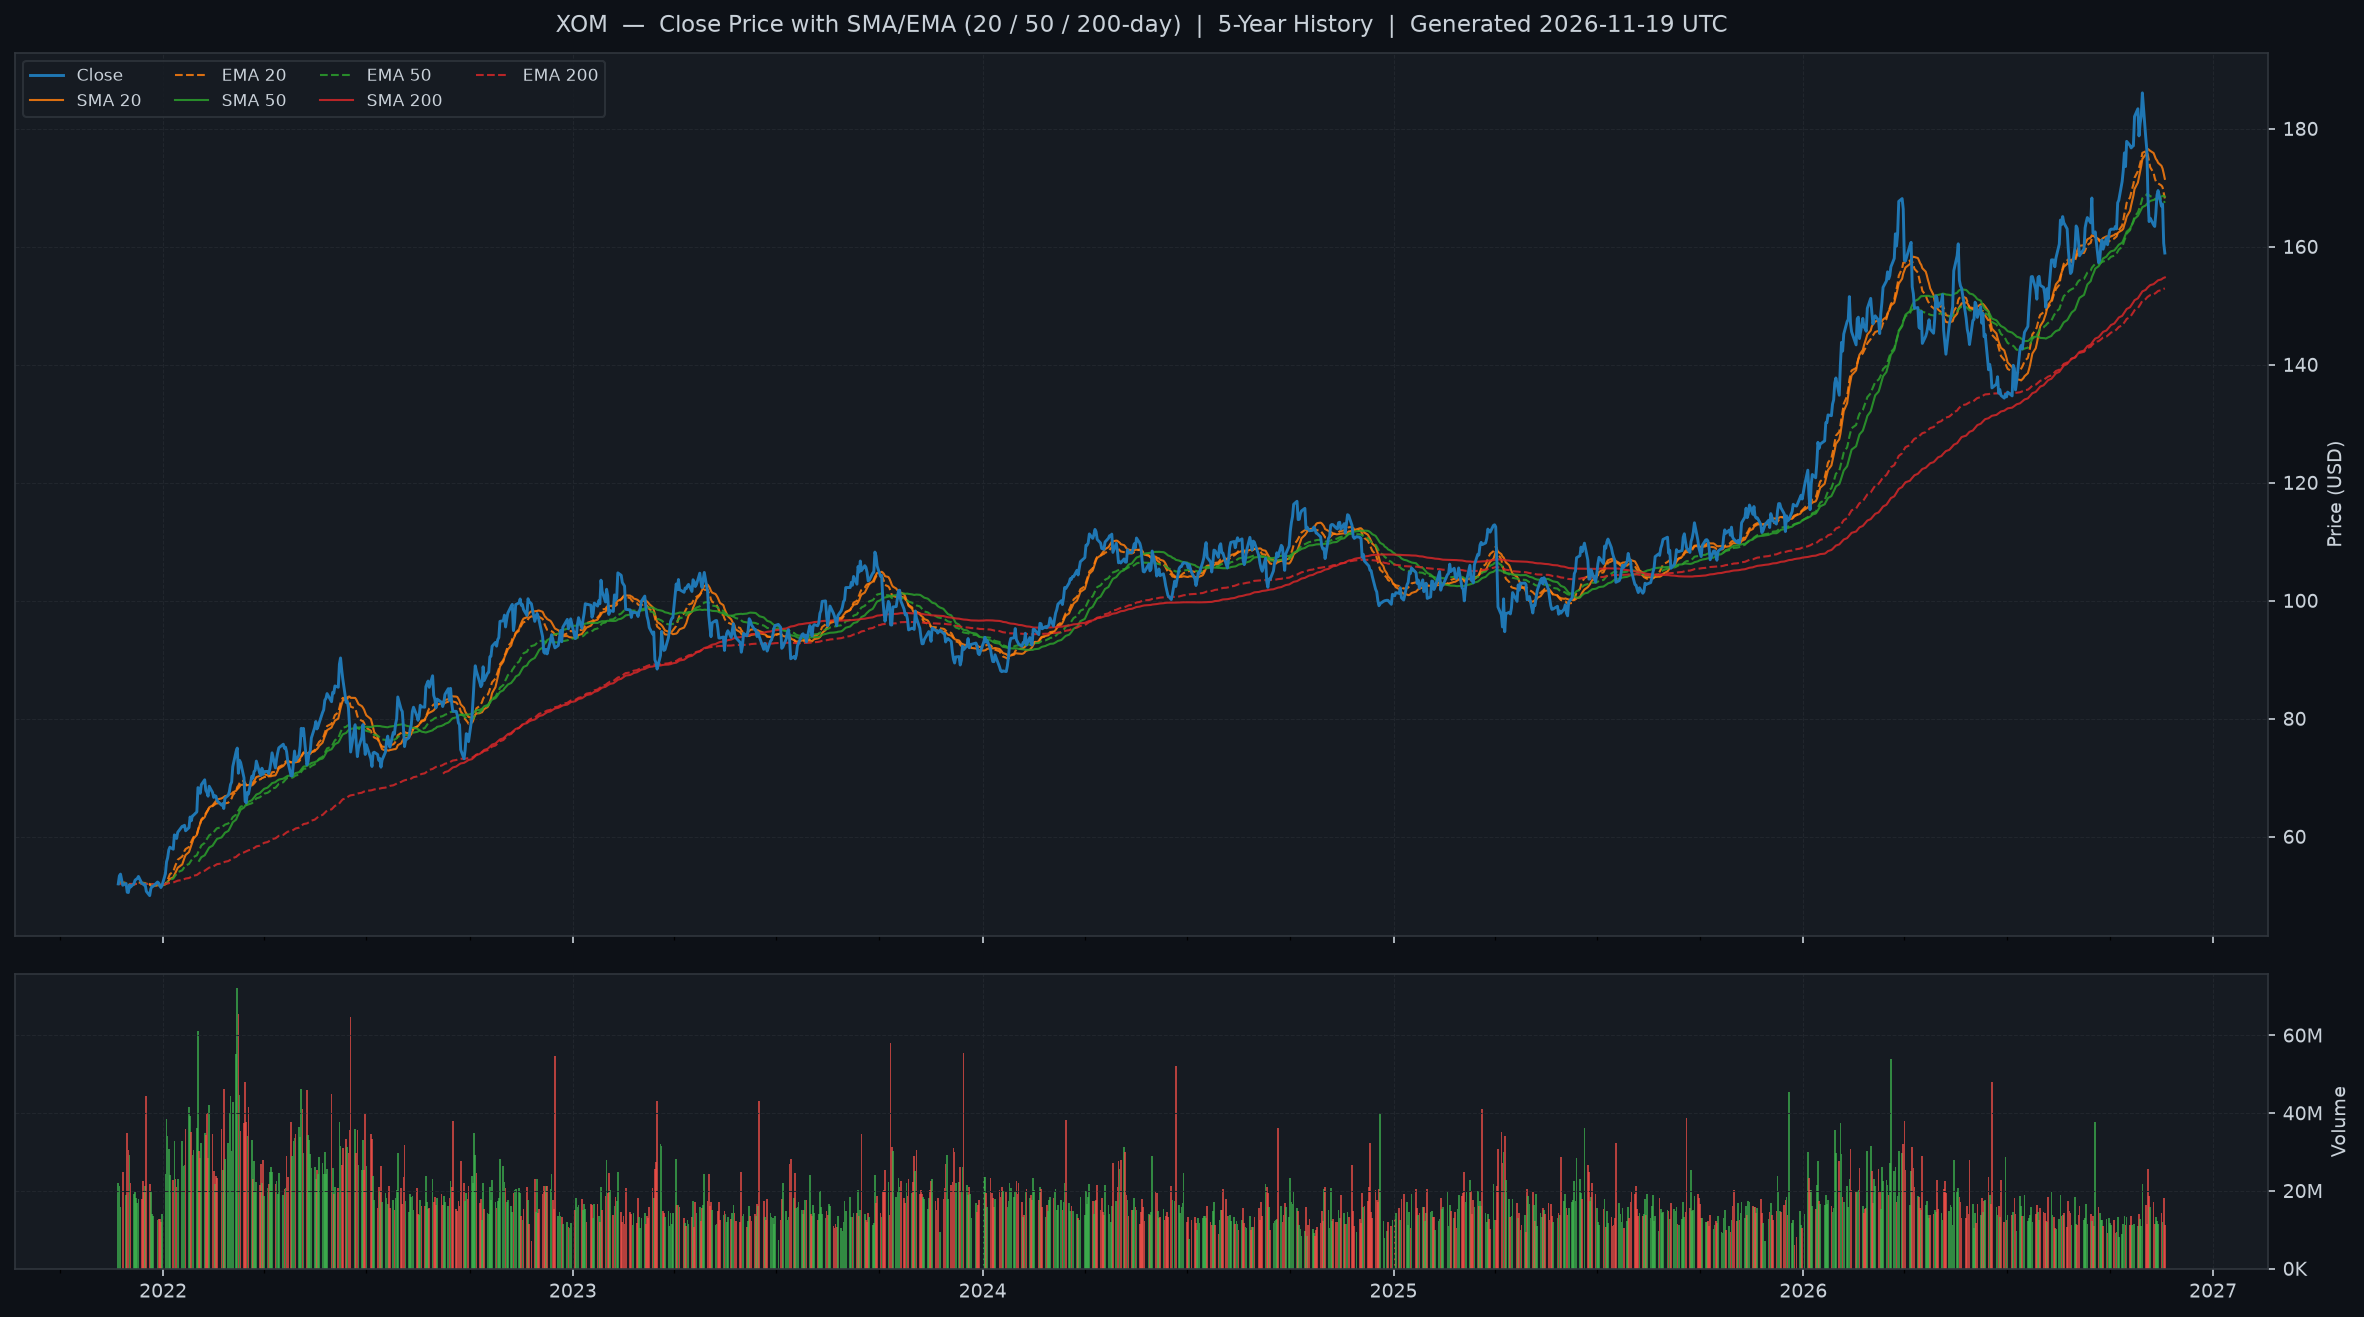 XOM — Close Price with SMA/EMA (20 / 50 / 200-day) | 5-Year History | Generated 2026-11-19 UTC
Close EMA 20 EMA 50 EMA 200
SMA 20 SMA 50 SMA 200
180
160
140
120
100
80
60
Price (USD)
60M
40M
20M
0K
Volume
2022 2023 2024 2025 2026 2027